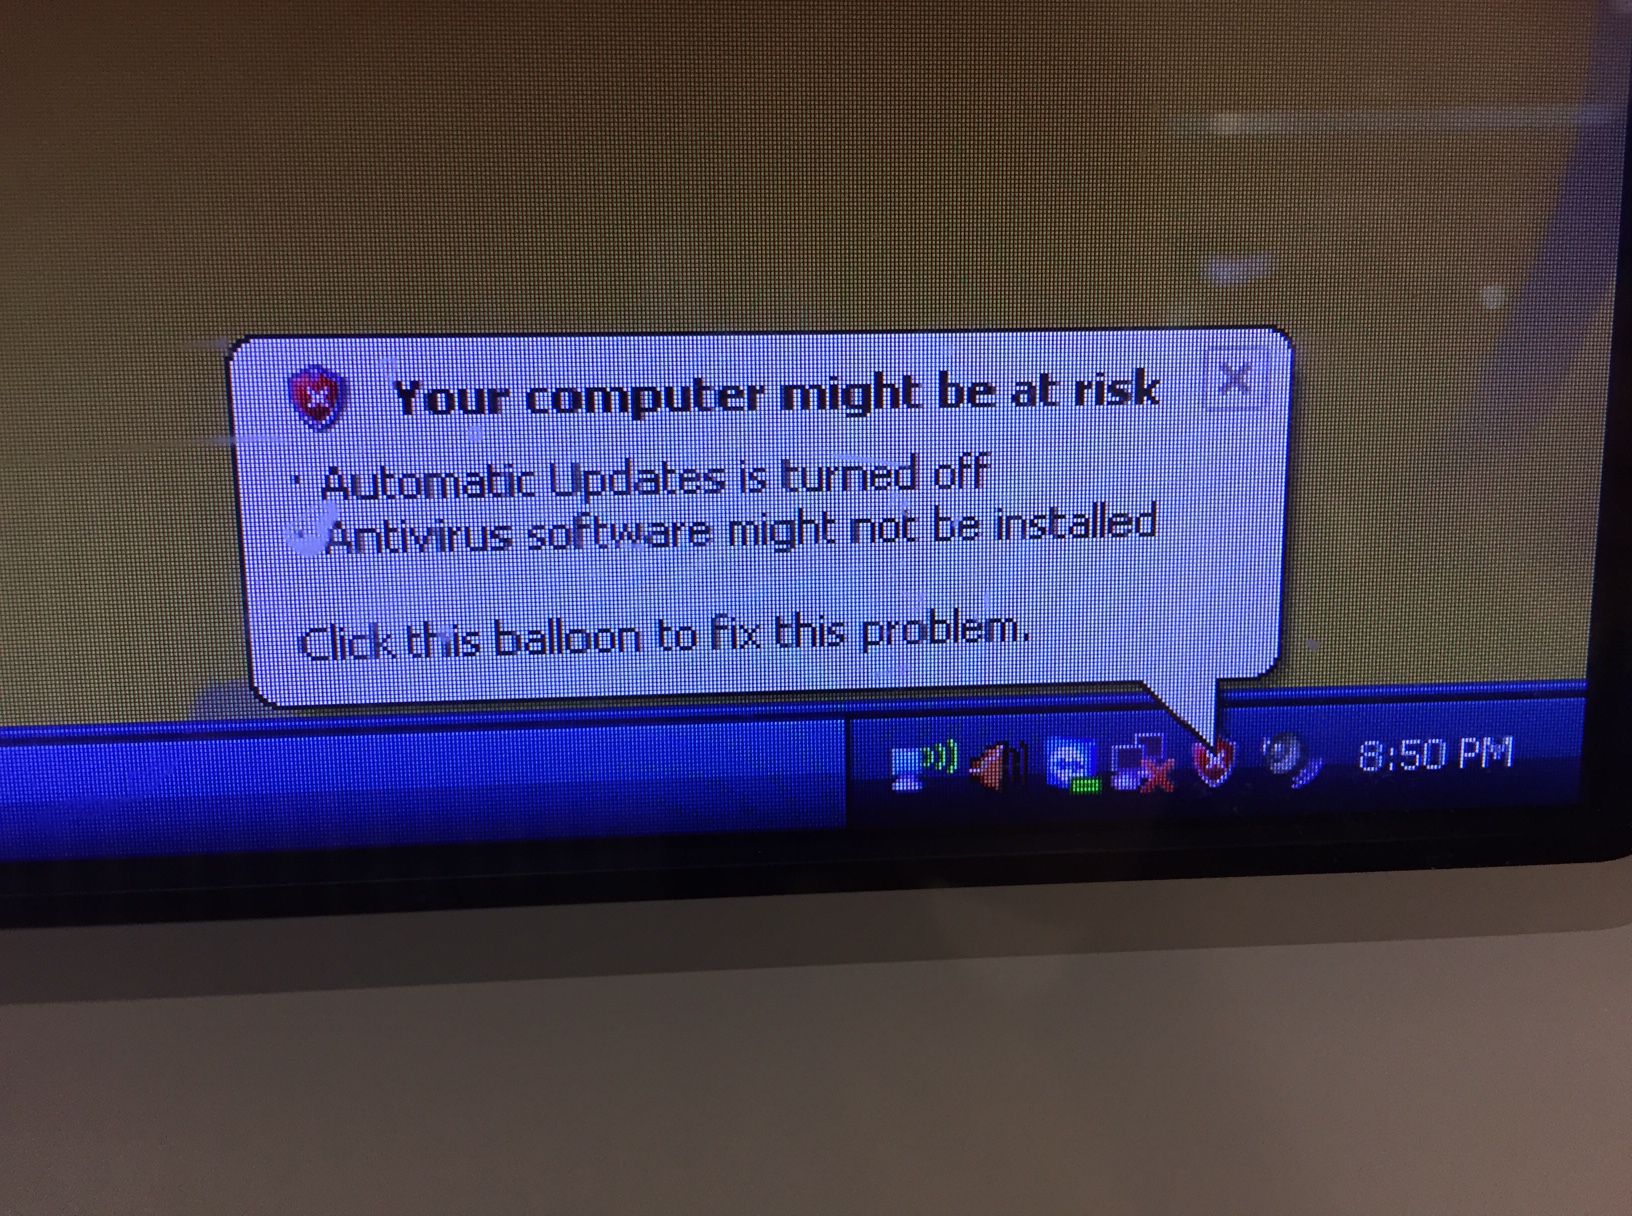 Your computer might be at risk
Automatic Updates is turned off
Antivirus software might not be installed
Click this balloon to fix this problem.
8:50 PM